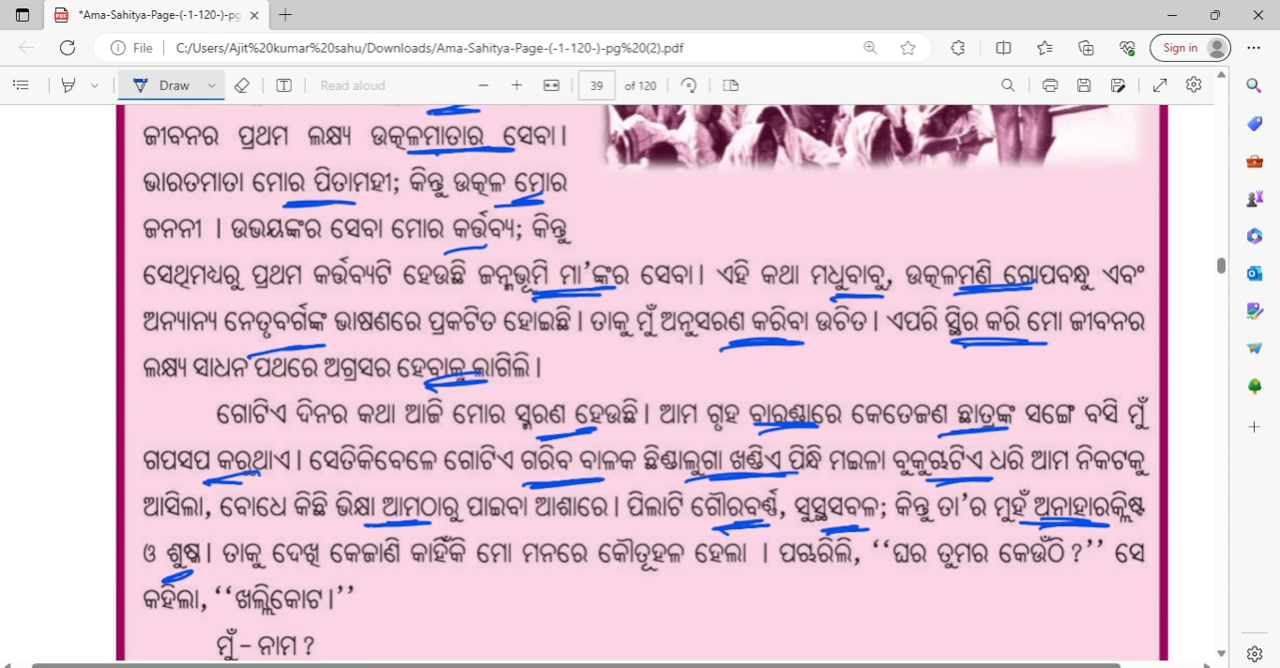 *Ama-Sahitya-Page-(-1-120-)-pg
File C:/Users/Ajit%20kumar%20sahu/Downloads/Ama-Sahitya-Page-(-1-120-)-pg%20(2).pdf Sign in
Draw Read aloud 39 of 120
ଜୀବନର ପ୍ରଥମ ଲକ୍ଷ୍ୟ ଉତ୍କଳମାତାର ସେବା।
ଭାରତମାତା ମୋର ପିତାମହୀ; କିନ୍ତୁ ଉତ୍କଳ ମୋର
ଜନନୀ । ଉଭୟଙ୍କର ସେବା ମୋର କର୍ତ୍ତବ୍ୟ; କିନ୍ତୁ
ସେଥିମଧ୍ୟରୁ ପ୍ରଥମ କର୍ତ୍ତବ୍ୟଟି ହେଉଛି ଜନ୍ମଭୂମି ମା'ଙ୍କର ସେବା। ଏହି କଥା ମଧୁବାବୁ, ଉତ୍କଳମଣି ଗୋପବନ୍ଧୁ ଏବଂ
ଅନ୍ୟାନ୍ୟ ନେତୃବର୍ଗଙ୍କ ଭାଷଣରେ ପ୍ରକଟିତ ହୋଇଛି। ତାକୁ ମୁଁ ଅନୁସରଣ କରିବା ଉଚିତ। ଏପରି ସ୍ଥିର କରି ମୋ ଜୀବନର
ଲକ୍ଷ୍ୟ ସାଧନ ପଥରେ ଅଗ୍ରସର ହେବାକୁ ଲାଗିଲି।
ଗୋଟିଏ ଦିନର କଥା ଆଜି ମୋର ସ୍ମରଣ ହେଉଛି। ଆମ ଗୃହ ବାରଣ୍ଡାରେ କେତେଜଣ ଛାତ୍ରଙ୍କ ସଙ୍ଗେ ବସି ମୁଁ
ଗପସପ କରୁଥାଏ। ସେତିକିବେଳେ ଗୋଟିଏ ଗରିବ ବାଳକ ଛିଣ୍ଡାଲୁଗା ଖଣ୍ଡିଏ ପିନ୍ଧି ମଇଳା ବୁକୁଚାଟିଏ ଧରି ଆମ ନିକଟକୁ
ଆସିଲା, ବୋଧେ କିଛି ଭିକ୍ଷା ଆମଠାରୁ ପାଇବା ଆଶାରେ। ପିଲାଟି ଗୌରବର୍ଣ୍ଣ, ସୁସ୍ଥସବଳ; କିନ୍ତୁ ତା'ର ମୁହଁ ଅନାହାରକ୍ଲିଷ୍ଟ
ଓ ଶୁଷ୍କ। ତାକୁ ଦେଖି କେଜାଣି କାହିଁକି ମୋ ମନରେ କୌତୂହଳ ହେଲା । ପଚାରିଲି, ‘‘ଘର ତୁମର କେଉଁଠି ?’’ ସେ
କହିଲା, ‘‘ଖଲ୍ଲିକୋଟ।’’
ମୁଁ – ନାମ ?